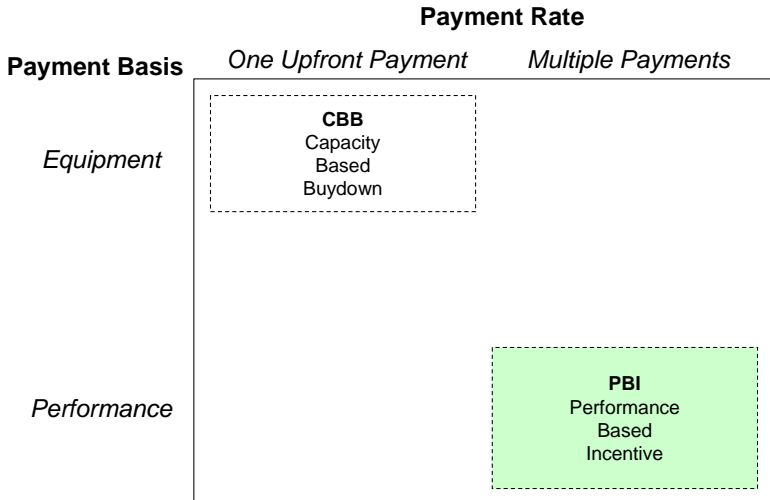 Payment Rate
Payment Basis
One Upfront Payment
Multiple Payments
Equipment
CBB
Capacity
Based
Buydown
Performance
PBI
Performance
Based
Incentive